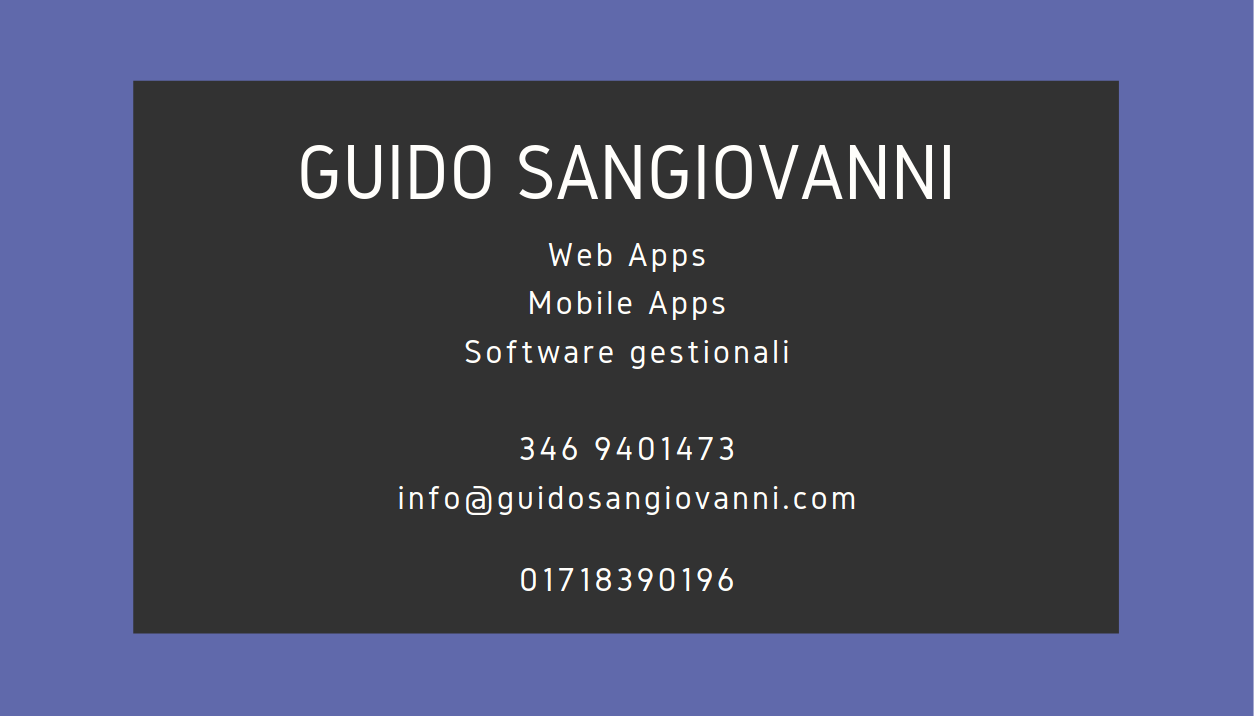 GUIDO SANGIOVANNI
Web Apps
Mobile Apps
Software gestionali
346 9401473
info@guidosangiovanni.com
01718390196